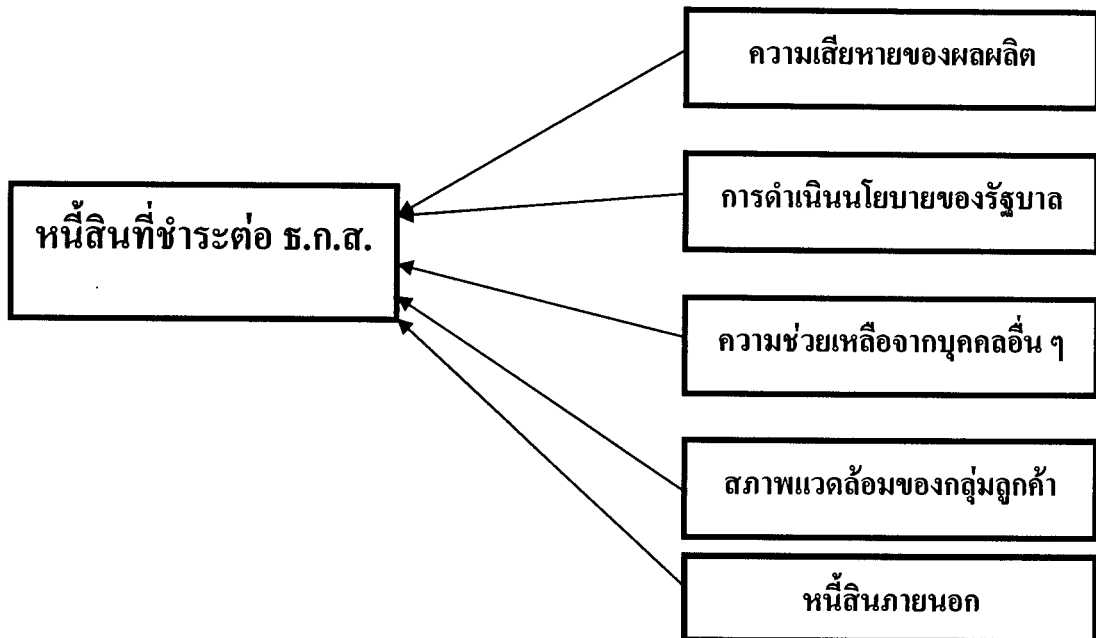 ความเสียหายของผลผลิต
การดำเนินนโยบายของรัฐบาล
หนี้สินที่ชำระต่อ ธ.ก.ส.
ความช่วยเหลือจากบุคคลอื่น ๆ
สภาพแวดล้อมของกลุ่มลูกค้า
หนี้สินภายนอก